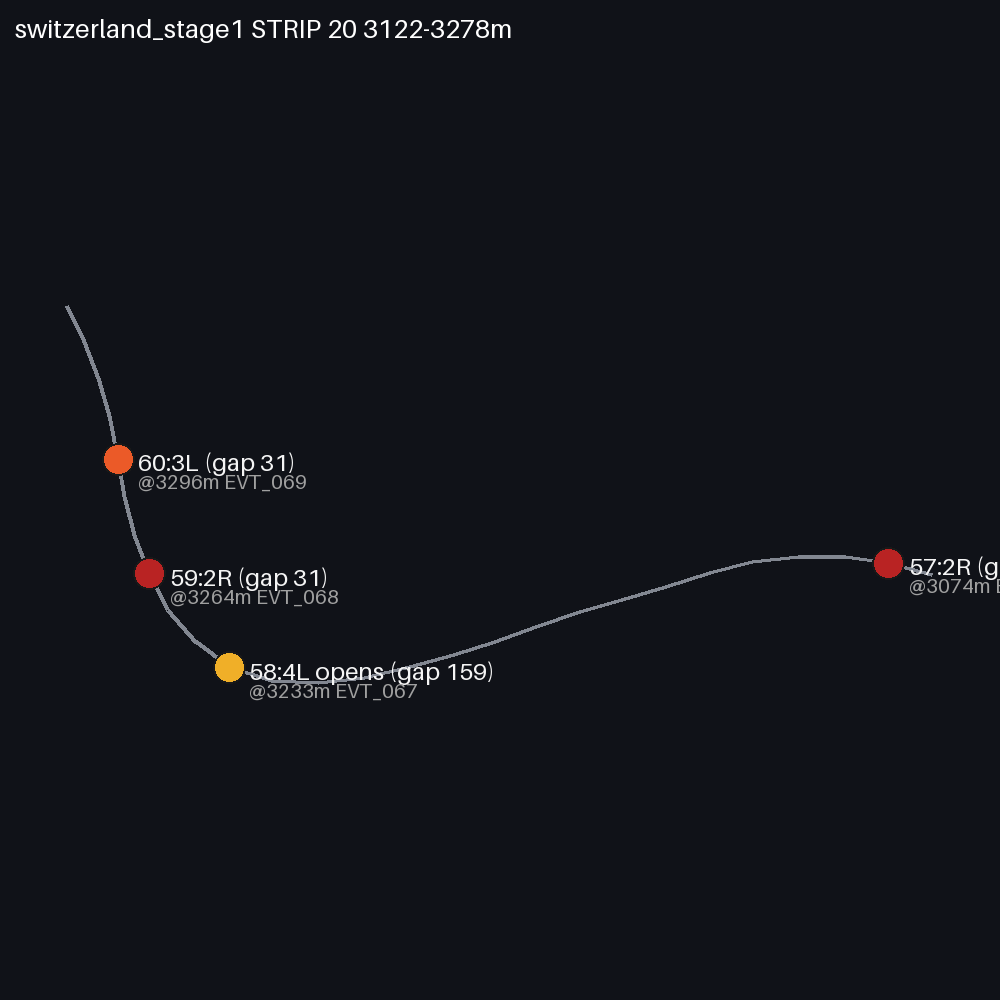 switzerland_stage1 STRIP 20 3122-3278m
60:3L (gap 31)
@3296m EVT_069
57:2R (g
@3074m E
59:2R (gap 31)
@3264m EVT_068
58:4L opens (gap 159)
@3233m EVT_067